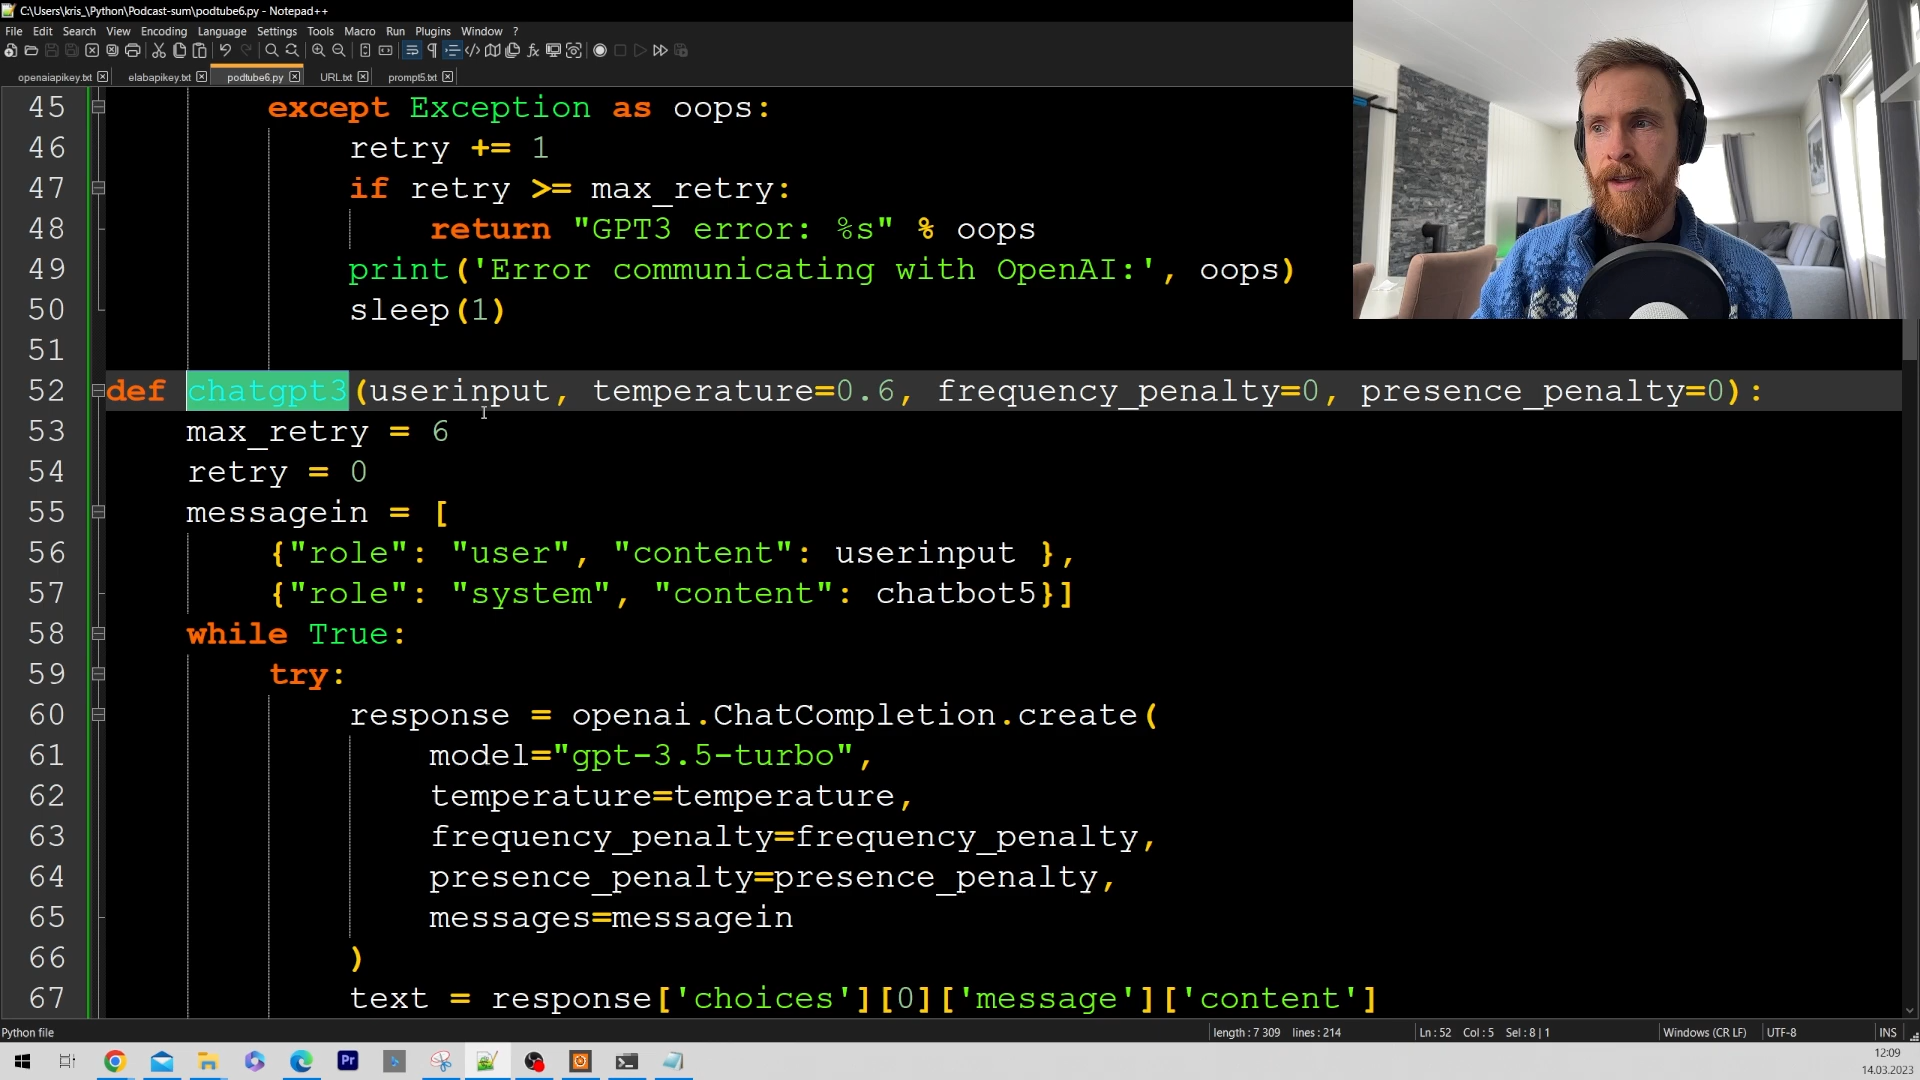 C:\Users\kris_\Python\Podcast-sum\podtube6.py - Notepad++
File Edit Search View Encoding Language Settings Tools Macro Run Plugins Window ?
openaiapikey.txt elabapikey.txt podtube6.py URL.txt prompt5.txt
45 except Exception as oops:
46 retry += 1
47 if retry >= max_retry:
48 return "GPT3 error: %s" % oops
49 print('Error communicating with OpenAI:', oops)
50 sleep(1)
51
52 def chatgpt3(userinput, temperature=0.6, frequency_penalty=0, presence_penalty=0):
53 max_retry = 6
54 retry = 0
55 messagein = [
56 {"role": "user", "content": userinput },
57 {"role": "system", "content": chatbot5}]
58 while True:
59 try:
60 response = openai.ChatCompletion.create(
61 model="gpt-3.5-turbo",
62 temperature=temperature,
63 frequency_penalty=frequency_penalty,
64 presence_penalty=presence_penalty,
65 messages=messagein
66 )
67 text = response['choices'][0]['message']['content']
Python file length : 7 309 lines : 214 Ln : 52 Col : 5 Sel : 8 | 1 Windows (CR LF) UTF-8 INS
Pr
12:09
14.03.2023